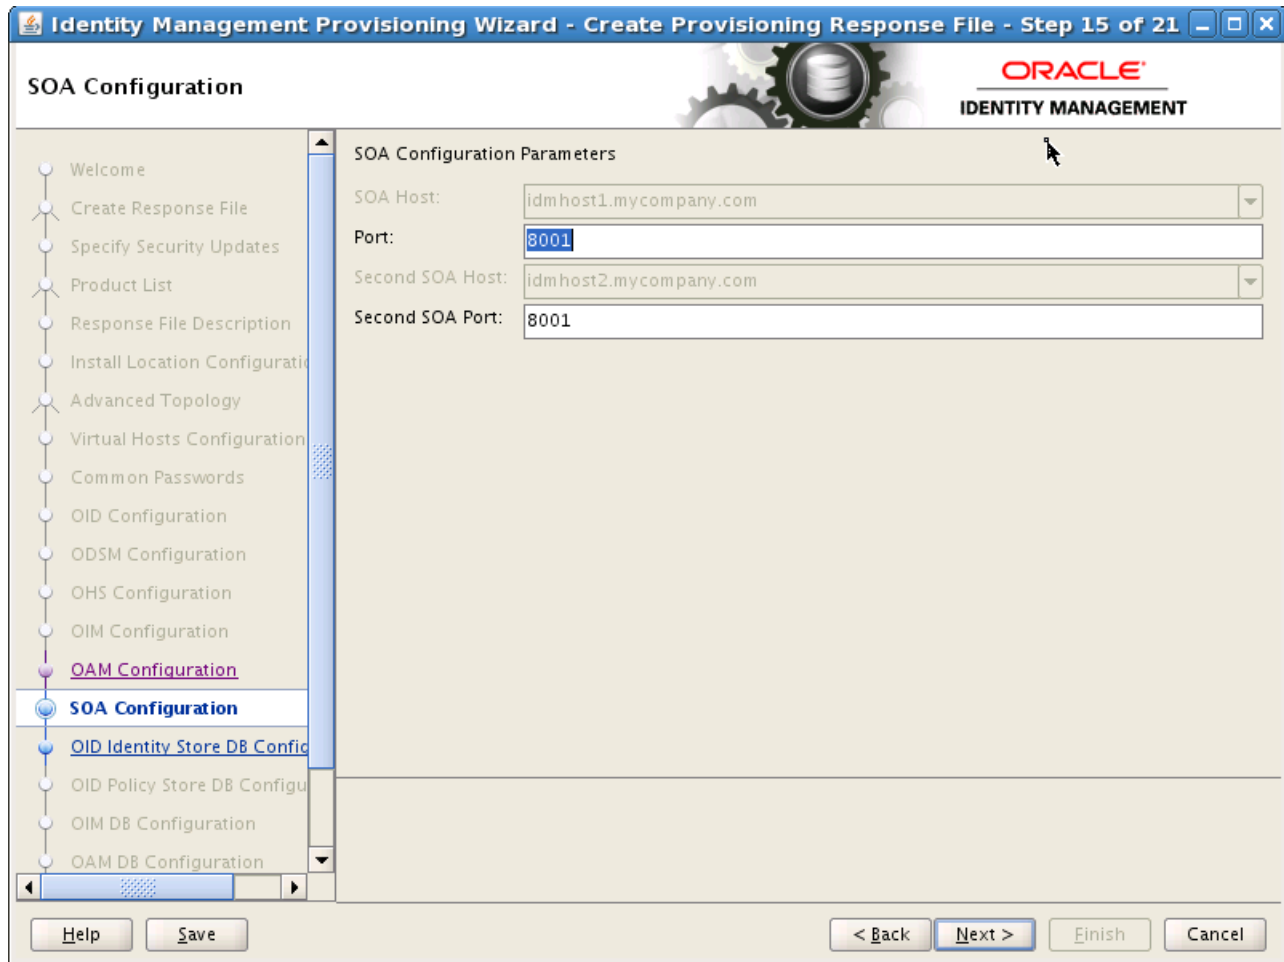 Identity Management Provisioning Wizard - Create Provisioning Response File - Step 15 of 21
SOA Configuration
ORACLE
IDENTITY MANAGEMENT
Welcome
Create Response File
Specify Security Updates
Product List
Response File Description
Install Location Configuratio
Advanced Topology
Virtual Hosts Configuration
Common Passwords
OID Configuration
ODSM Configuration
OHS Configuration
OIM Configuration
OAM Configuration
SOA Configuration
OID Identity Store DB Config
OID Policy Store DB Configu
OIM DB Configuration
OAM DB Configuration
SOA Configuration Parameters
SOA Host: idmhost1.mycompany.com
Port: 8001
Second SOA Host: idmhost2.mycompany.com
Second SOA Port: 8001
Help Save < Back Next > Finish Cancel